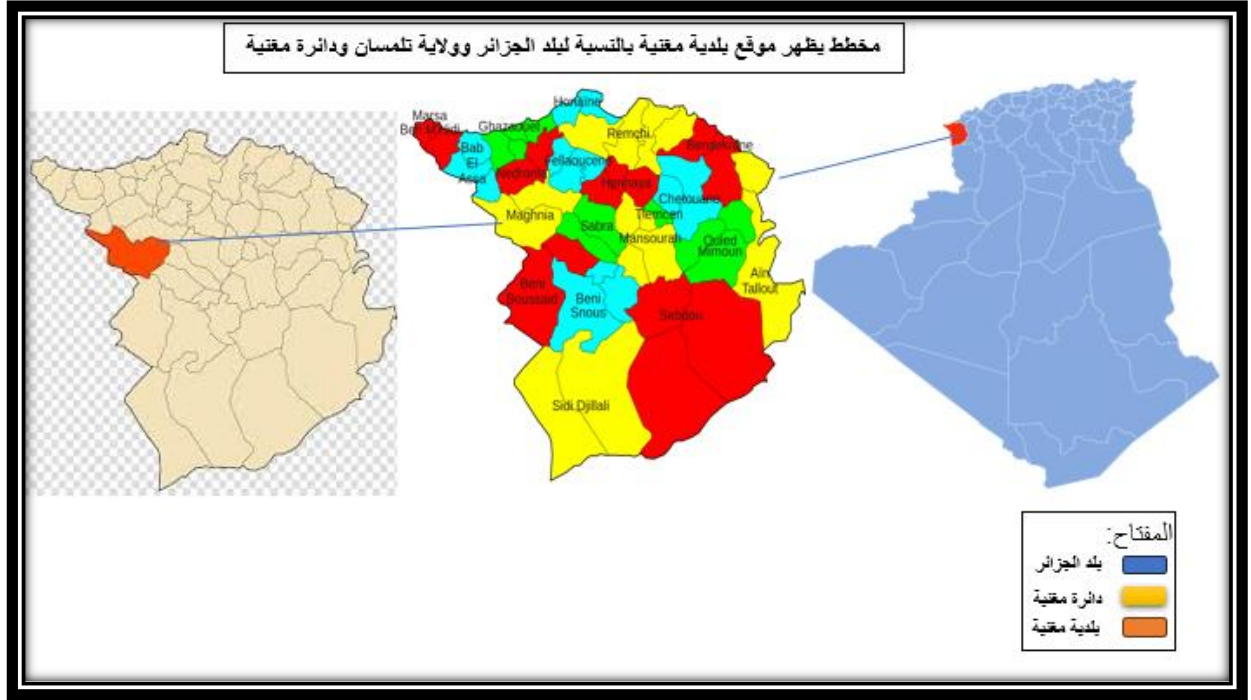 مخطط يظهر موقع بلدية مغنية بالنسبة لبلد الجزائر وولاية تلمسان ودائرة مغنية
Honaine
Marsa
Ben M'Hidi
Ghazaouet
Remchi
Bensekrane
Bab
El
Assa
Fellaoucene
Nedroma
Hennaya
Chetouane
Maghnia
Tlemcen
Sabra
Mansourah
Ouled
Mimoun
Aïn
Tallout
Beni
Boussaid
Beni
Snous
Sebdou
Sidi Djillali
المفتاح:
بلد الجزائر
دائرة مغنية
بلدية مغنية